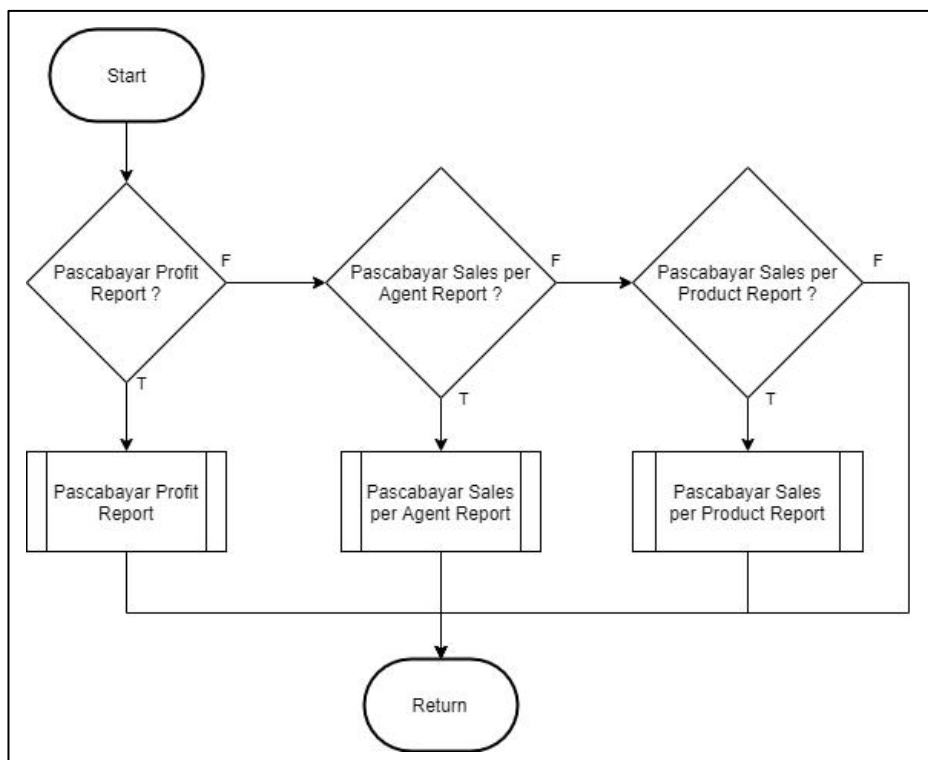 Start
Pascabayar Profit
Report ?
F
T
Pascabayar Sales per
Agent Report ?
F
T
Pascabayar Sales per
Product Report ?
F
T
Pascabayar Profit
Report
Pascabayar Sales
per Agent Report
Pascabayar Sales
per Product Report
Return